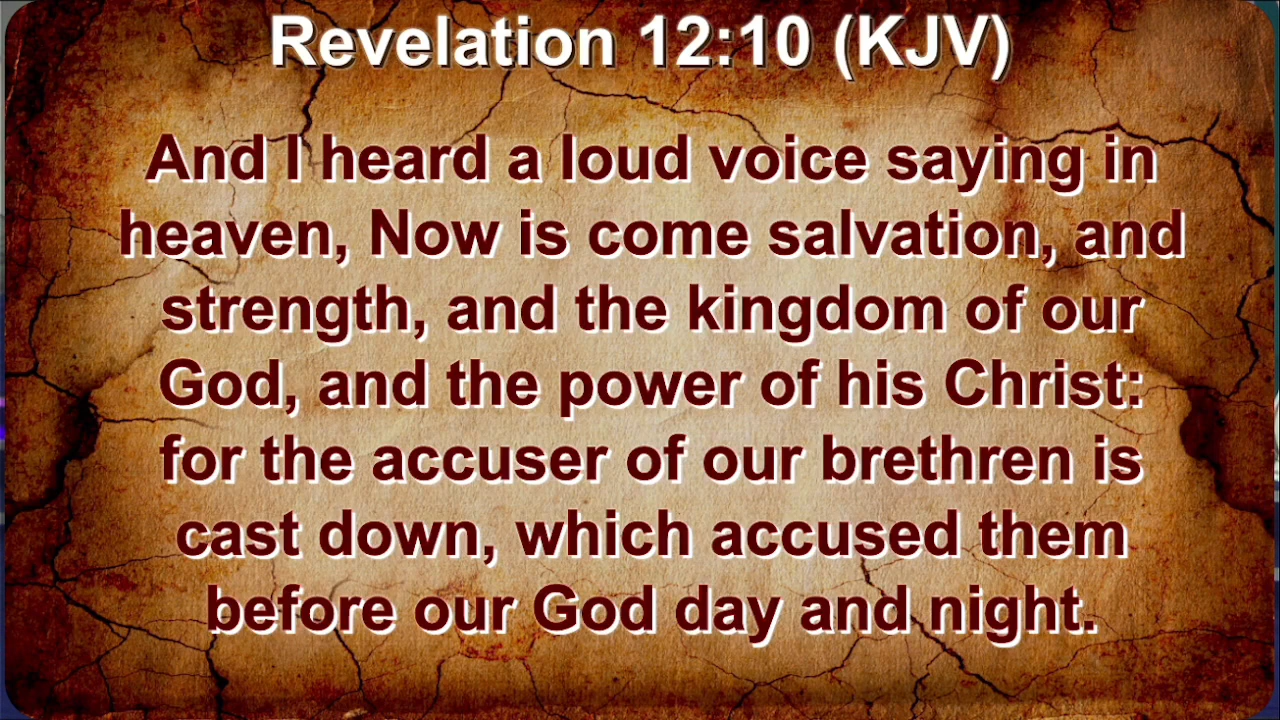 Revelation 12:10 (KJV)
And I heard a loud voice saying in
heaven, Now is come salvation, and
strength, and the kingdom of our
God, and the power of his Christ:
for the accuser of our brethren is
cast down, which accused them
before our God day and night.